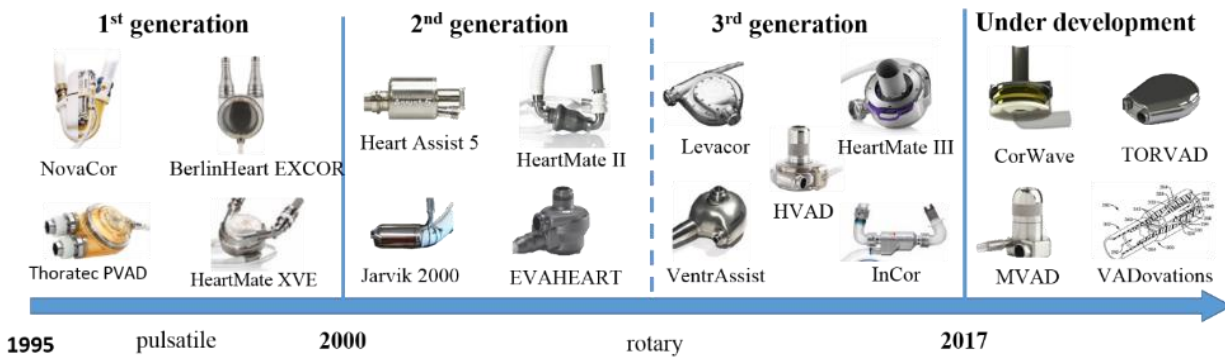 1st generation
2nd generation
3rd generation
Under development
NovaCor
BerlinHeart EXCOR
Heart Assist 5
HeartMate II
Levacor
HVAD
HeartMate III
CorWave
TORVAD
Thoratec PVAD
HeartMate XVE
Jarvik 2000
EVAHEART
VentrAssist
InCor
MVAD
VADovations
1995
pulsatile
2000
rotary
2017